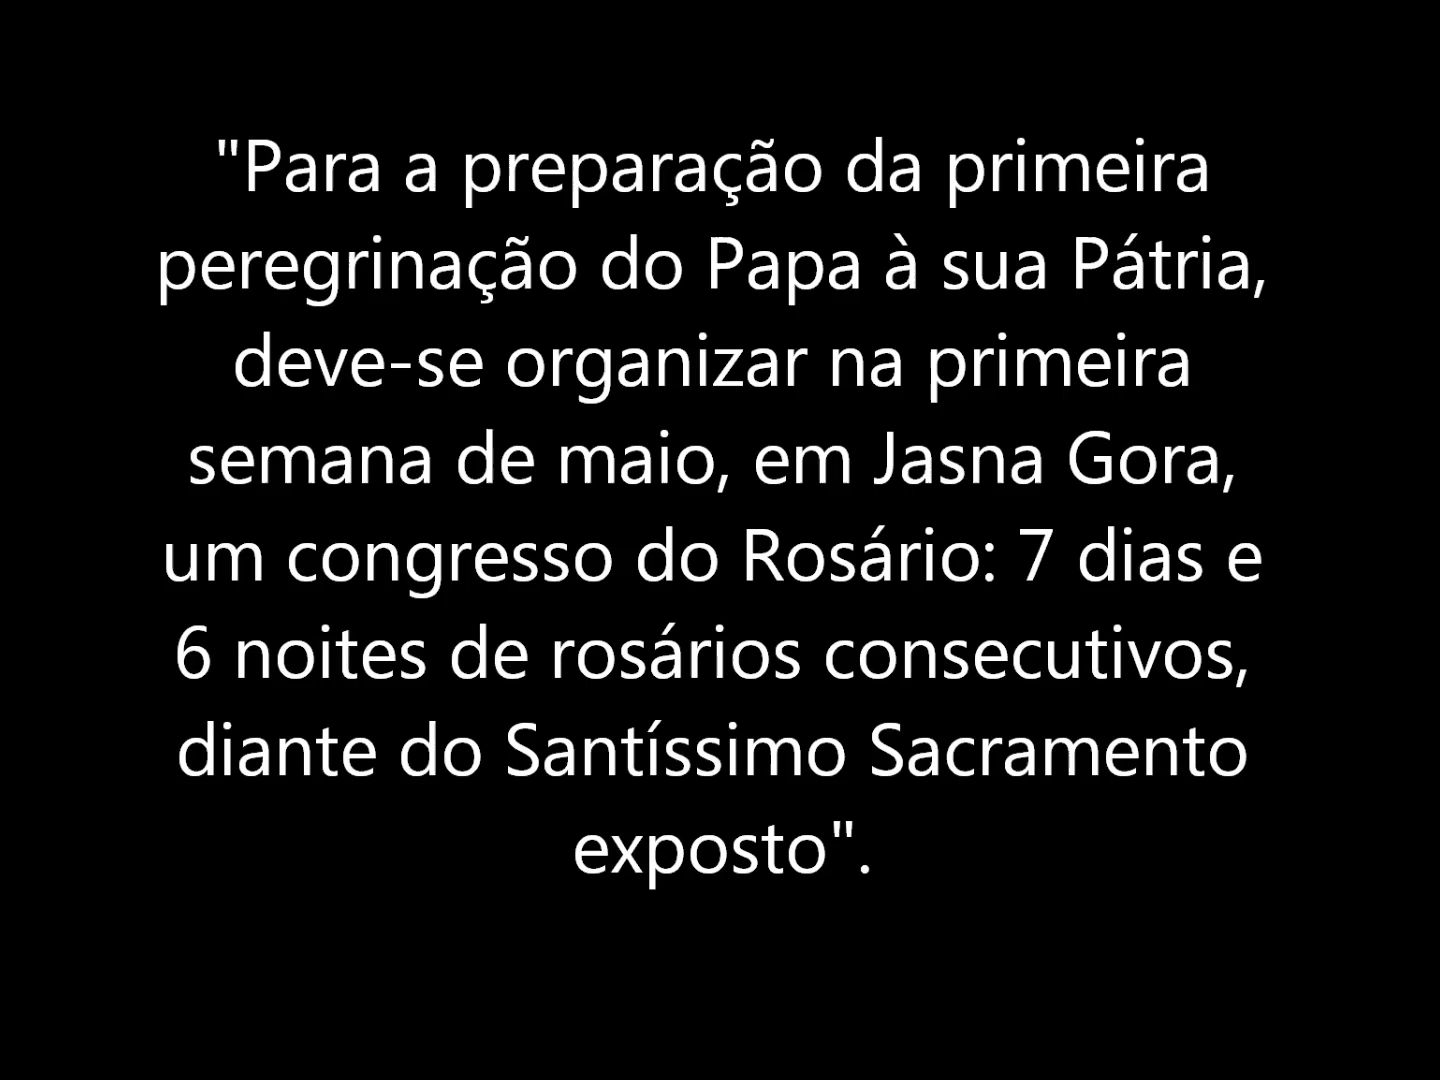 "Para a preparação da primeira
peregrinação do Papa à sua Pátria,
deve-se organizar na primeira
semana de maio, em Jasna Gora,
um congresso do Rosário: 7 dias e
6 noites de rosários consecutivos,
diante do Santíssimo Sacramento
exposto".